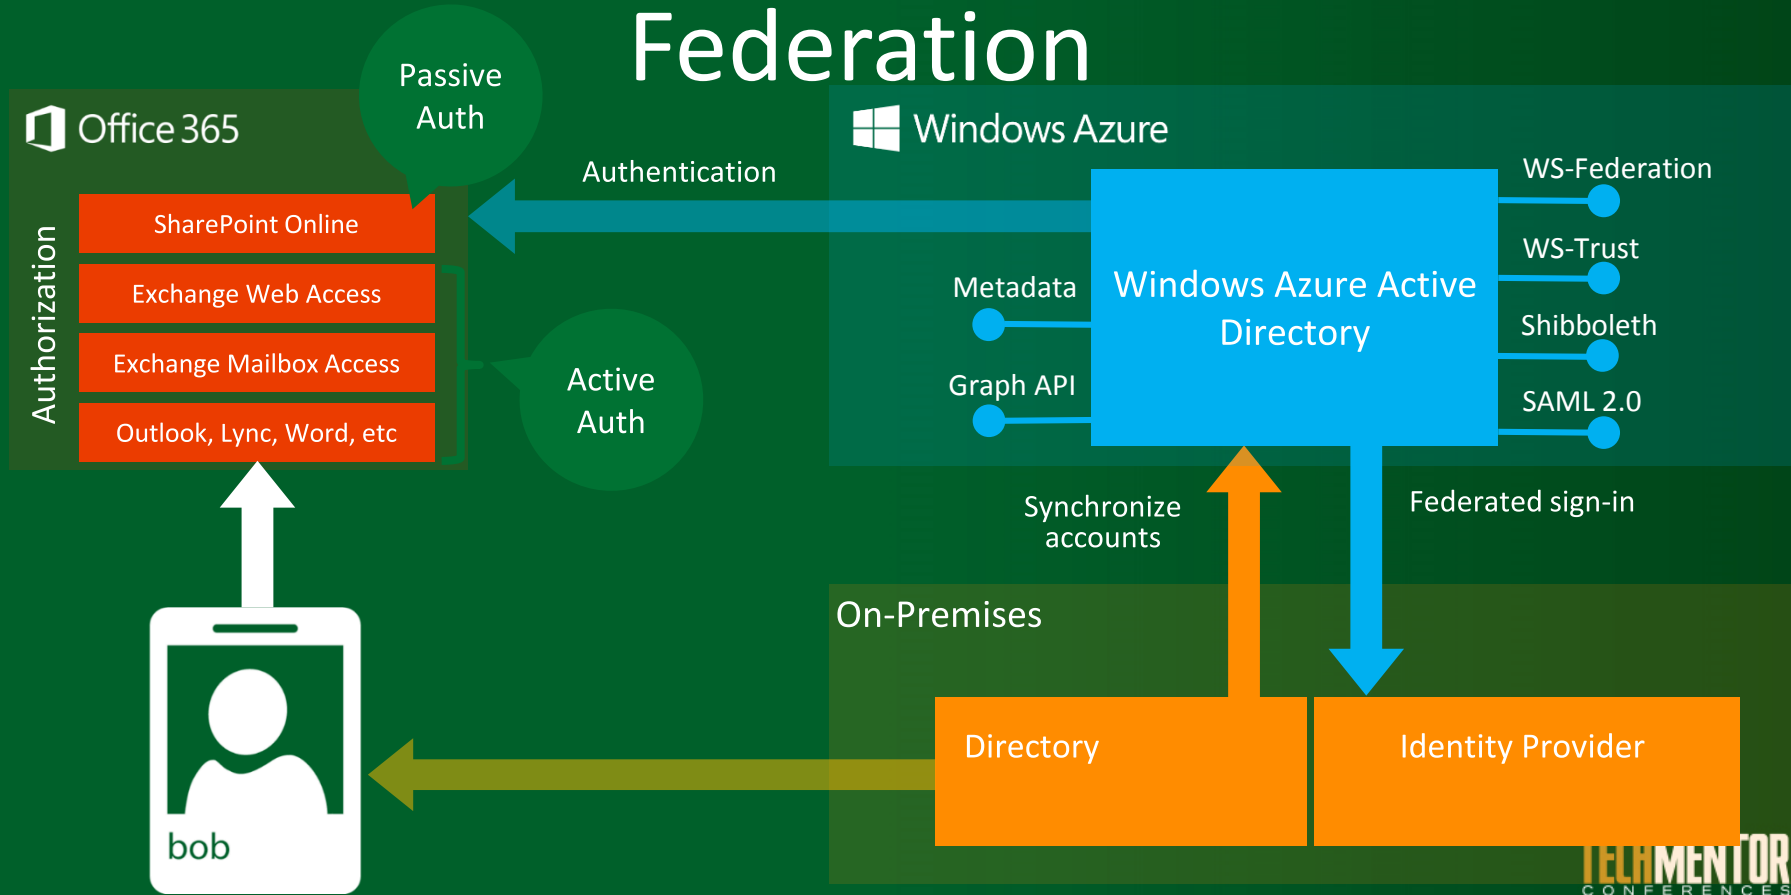 Federation
Passive
Auth
Office 365
Authorization
SharePoint Online
Exchange Web Access
Exchange Mailbox Access
Outlook, Lync, Word, etc
Active
Auth
Authentication
Windows Azure
Windows Azure Active
Directory
Metadata
Graph API
WS-Federation
WS-Trust
Shibboleth
SAML 2.0
Synchronize
accounts
Federated sign-in
On-Premises
Directory
Identity Provider
bob
TECHMENTOR
CONFERENCES